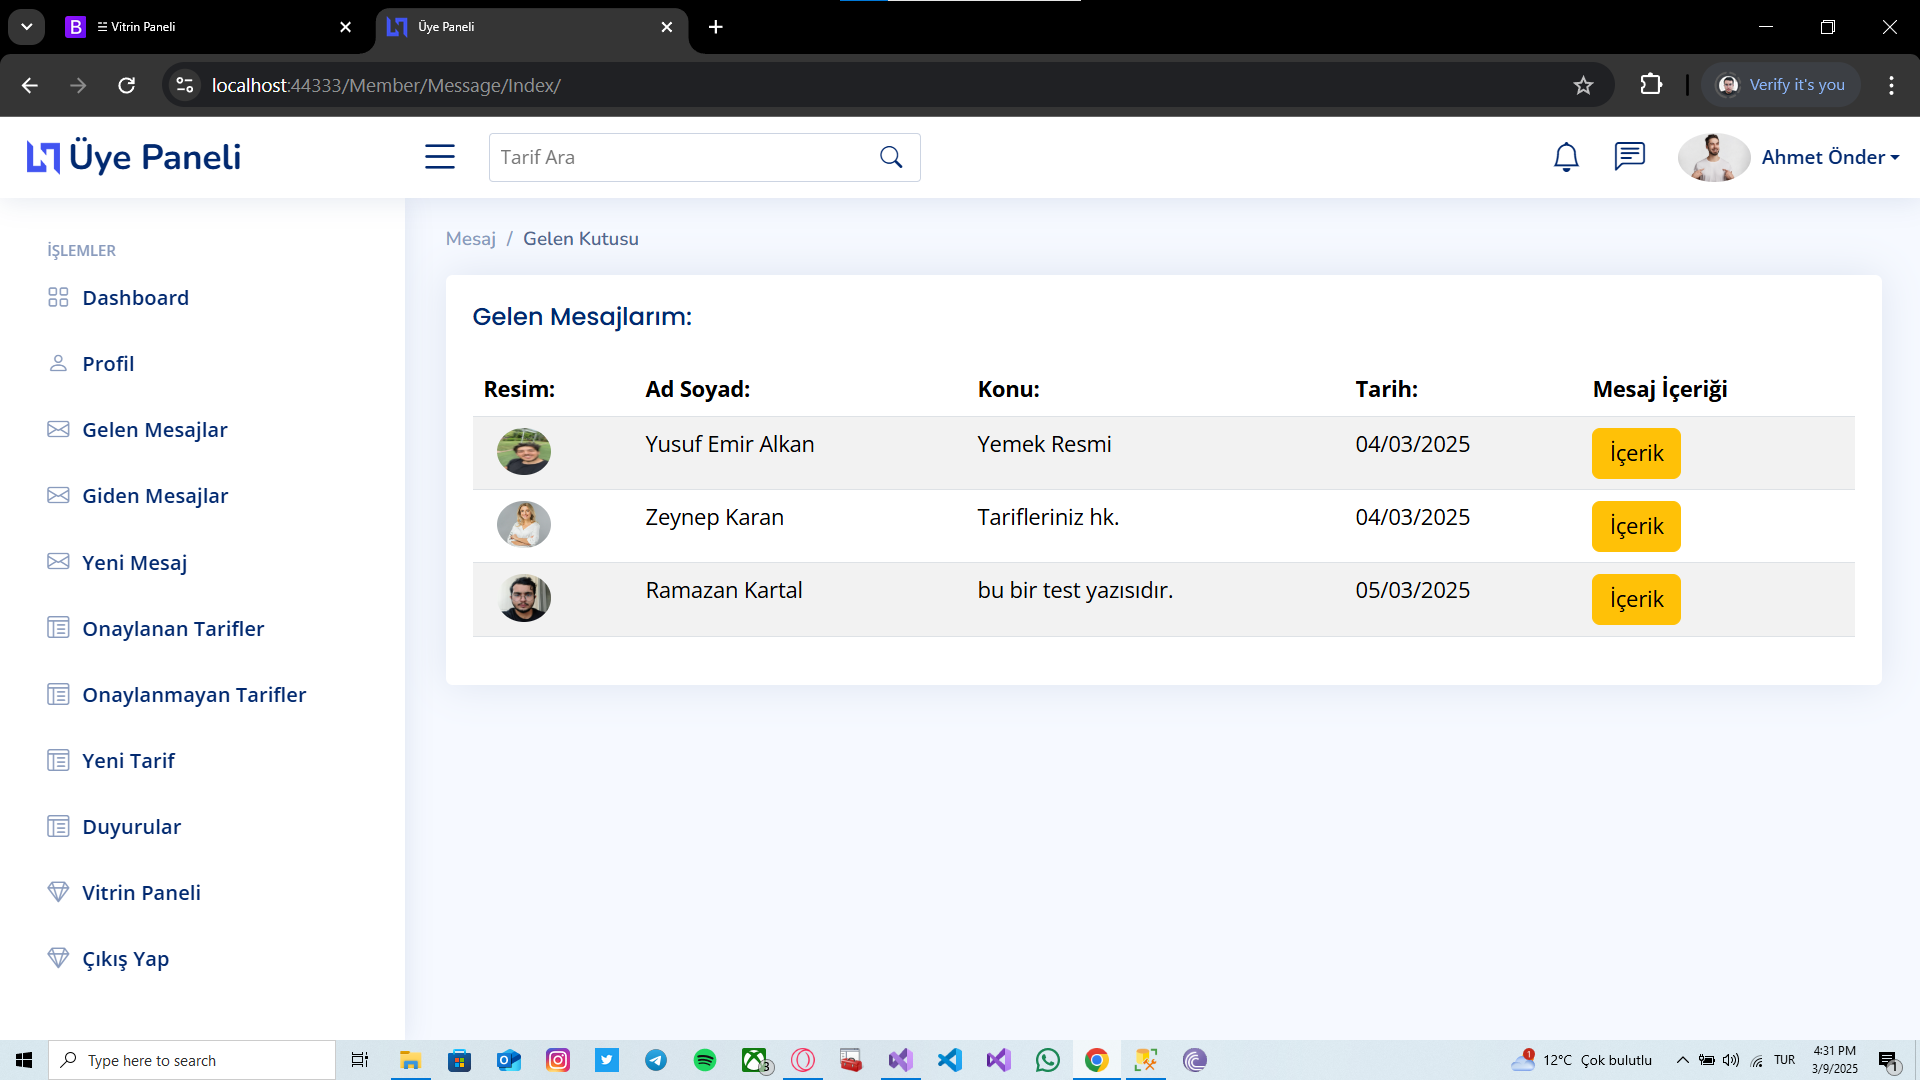 ☰ Vitrin Paneli
Üye Paneli
localhost:44333/Member/Message/Index/
Verify it's you
Üye Paneli
Tarif Ara
Ahmet Önder
İŞLEMLER
Dashboard
Profil
Gelen Mesajlar
Giden Mesajlar
Yeni Mesaj
Onaylanan Tarifler
Onaylanmayan Tarifler
Yeni Tarif
Duyurular
Vitrin Paneli
Çıkış Yap
Mesaj / Gelen Kutusu
Gelen Mesajlarım:
Resim: Ad Soyad: Konu: Tarih: Mesaj İçeriği
Yusuf Emir Alkan Yemek Resmi 04/03/2025 İçerik
Zeynep Karan Tarifleriniz hk. 04/03/2025 İçerik
Ramazan Kartal bu bir test yazısıdır. 05/03/2025 İçerik
Type here to search
3
1
12°C Çok bulutlu
TUR
4:31 PM
3/9/2025
1